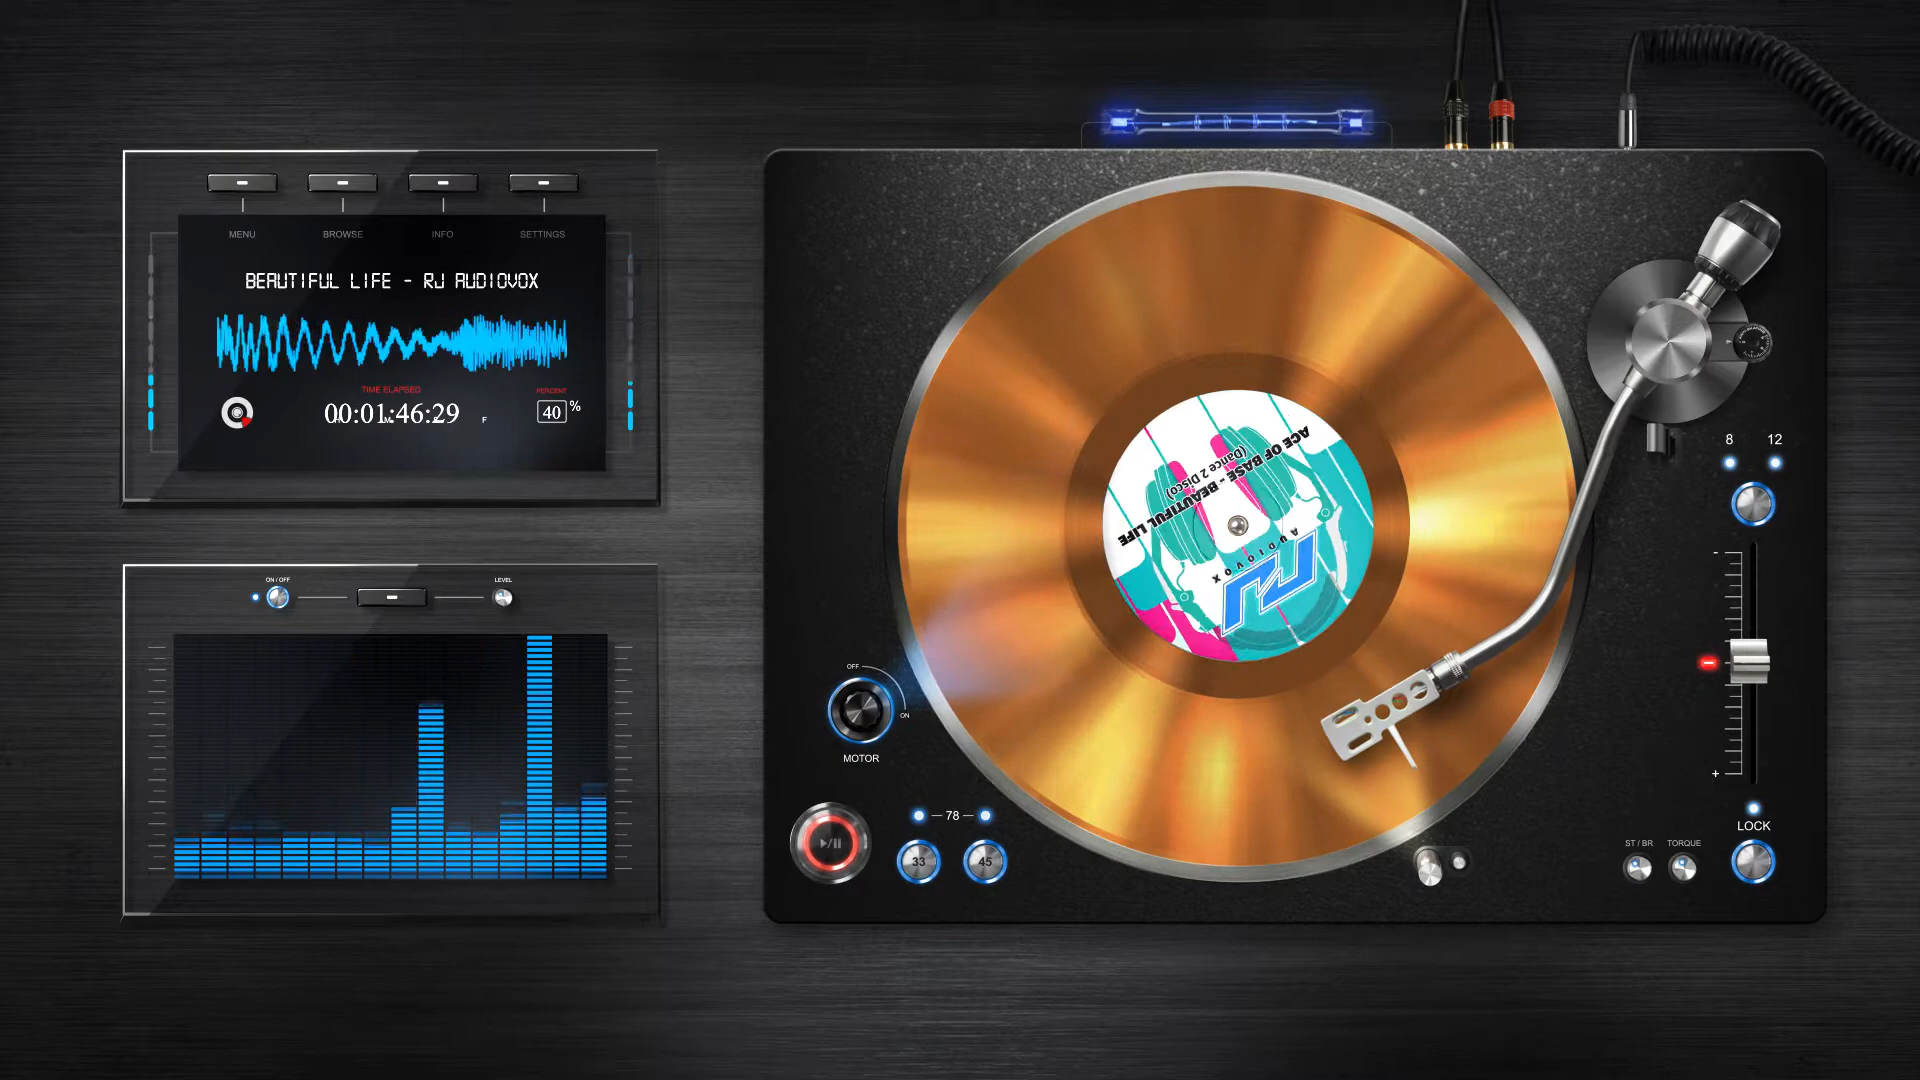 MENU BROWSE INFO SETTINGS
BEAUTIFUL LIFE - RJ AUDIOVOX
TIME ELAPSED
00:01:46:29 F
PERCENT
40 %
ON / OFF
LEVEL
ACE OF BASE - BEAUTIFUL LIFE
(Dance 2 Disco)
AUDIOVOX
RJ
8 12
OFF
ON
MOTOR
78
33 45
-
+
LOCK
ST / BR TORQUE